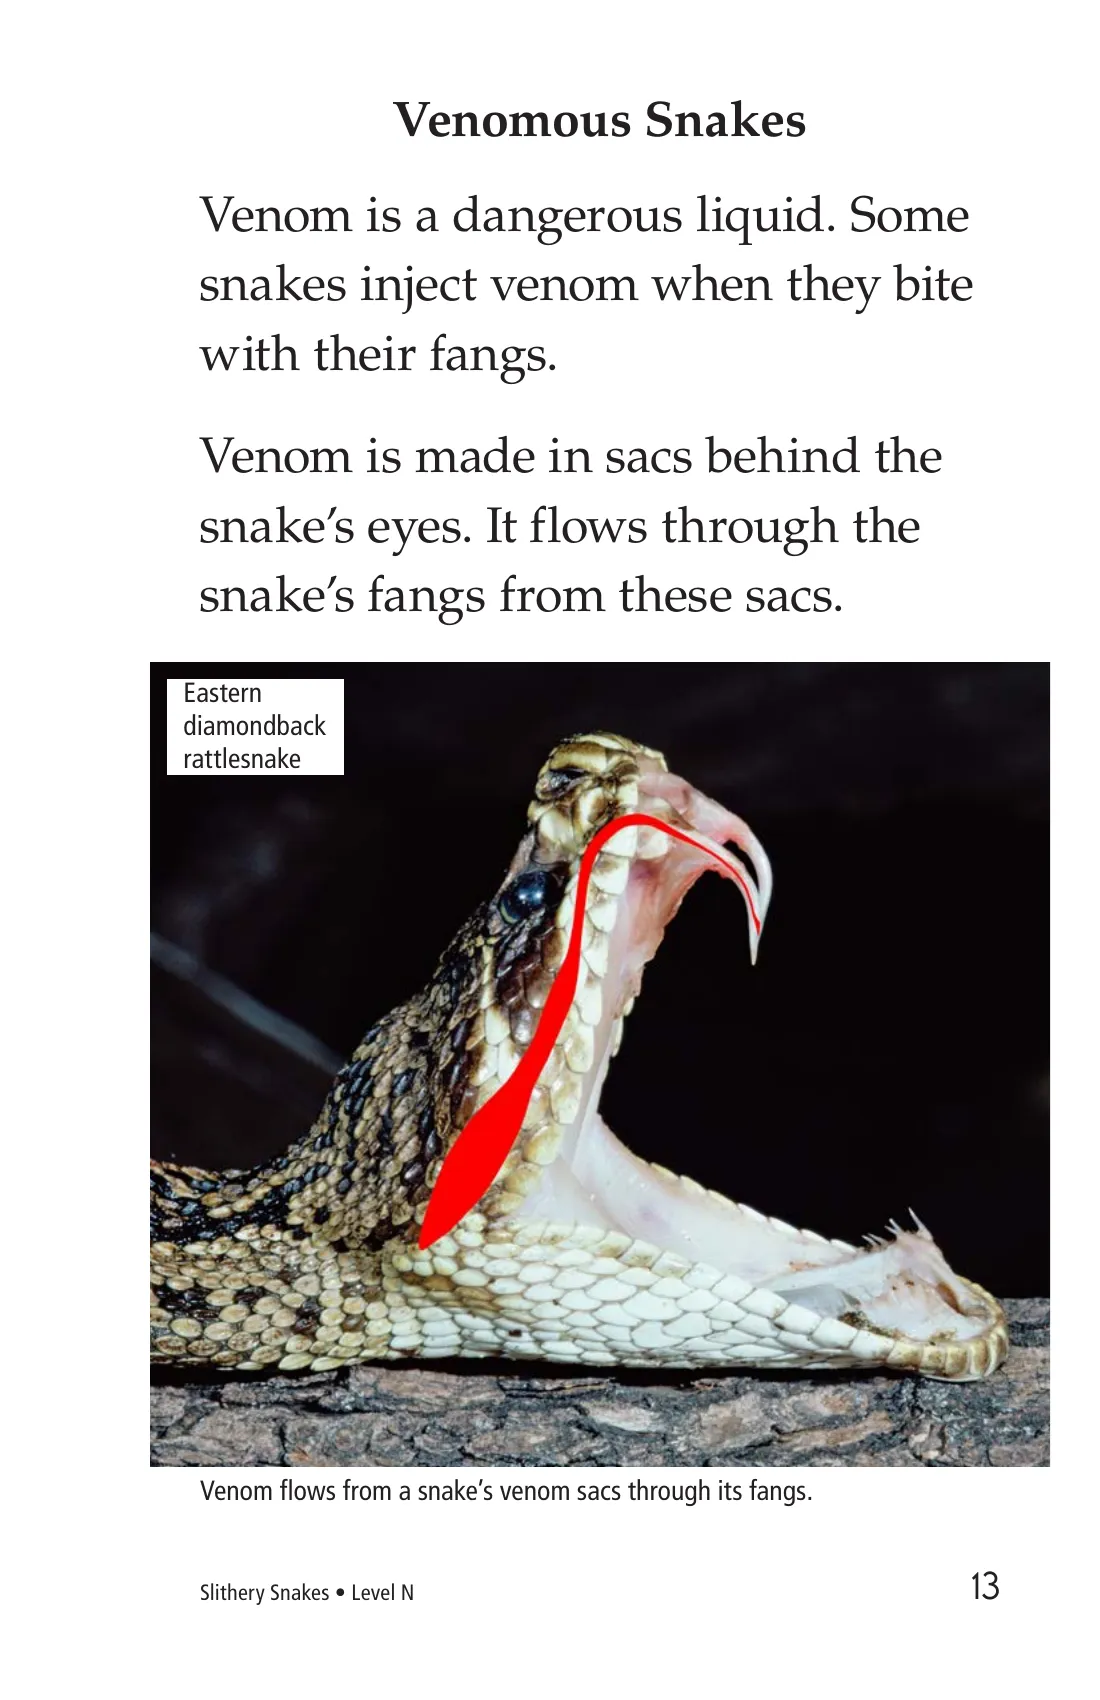 Venomous Snakes
Venom is a dangerous liquid. Some
snakes inject venom when they bite
with their fangs.
Venom is made in sacs behind the
snake’s eyes. It flows through the
snake’s fangs from these sacs.
Eastern
diamondback
rattlesnake
Venom flows from a snake’s venom sacs through its fangs.
Slithery Snakes • Level N
13